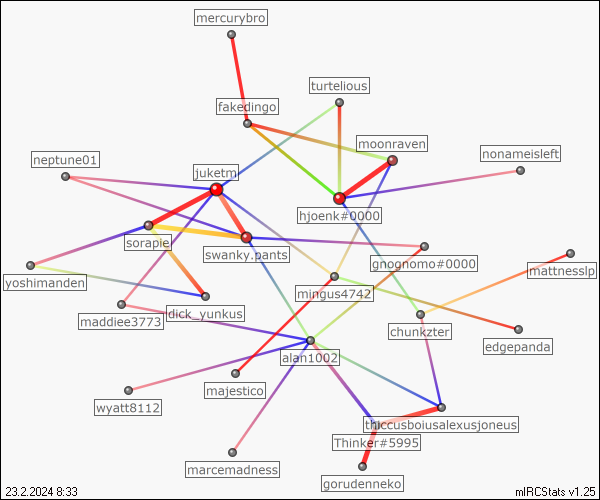 mercurybro
turtelious
fakedingo
moonraven
nonameisleft
neptune01
juketm
hjoenk#0000
sorapie
swanky.pants
gnognomo#0000
mattnesslp
yoshimanden
mingus4742
dick_yunkus
maddiee3773
chunkzter
edgepanda
alan1002
majestico
wyatt8112
thiccusboiusalexusjoneus
Thinker#5995
marcemadness
gorudenneko
23.2.2024 8:33
mIRCStats v1.25